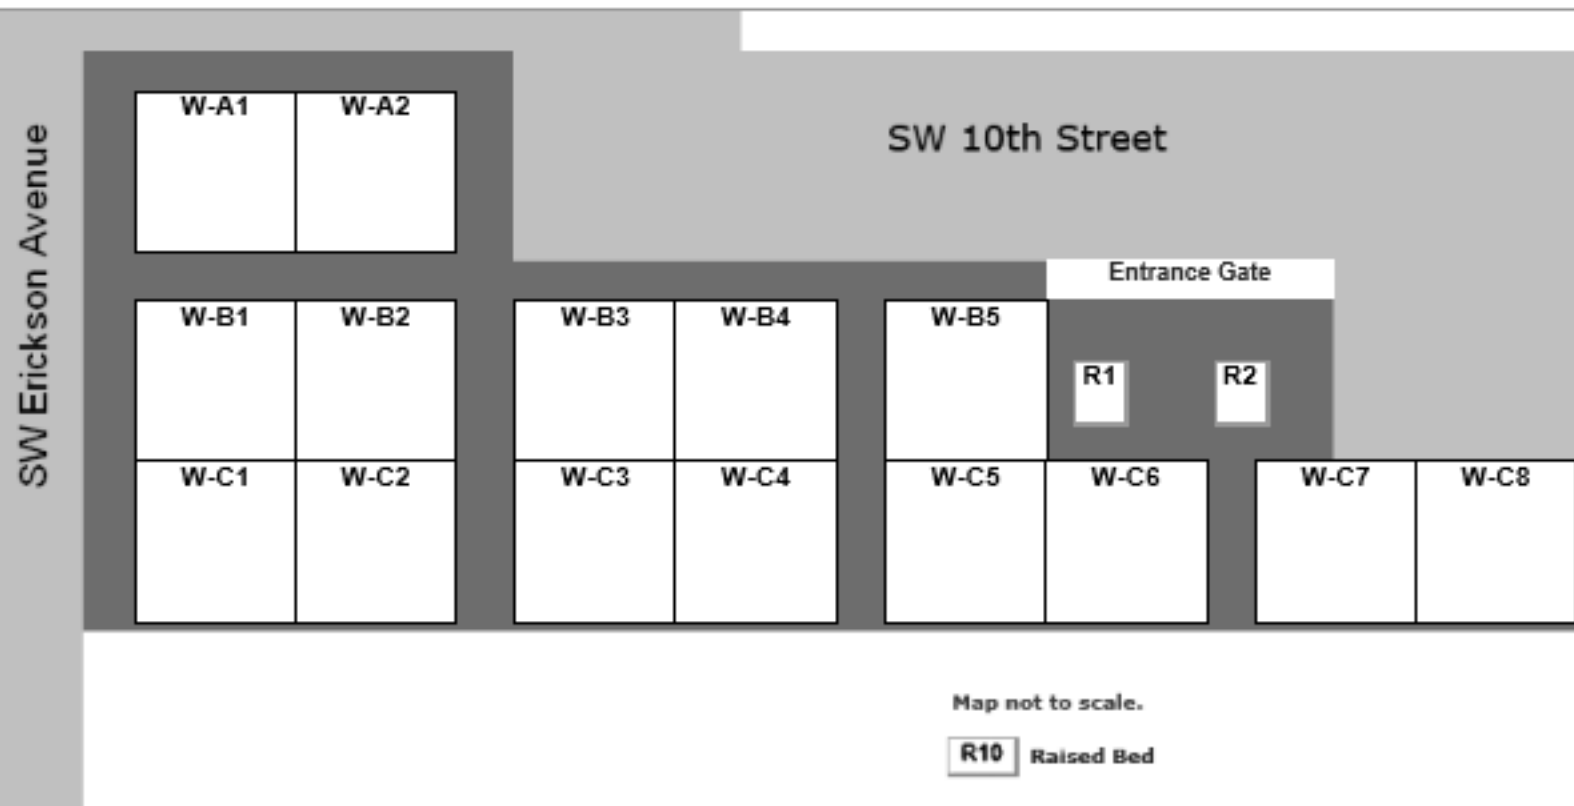 W-A1 W-A2
SW 10th Street
SW Erickson Avenue
Entrance Gate
W-B1 W-B2 W-B3 W-B4 W-B5
R1 R2
W-C1 W-C2 W-C3 W-C4 W-C5 W-C6 W-C7 W-C8
Map not to scale.
R10 Raised Bed